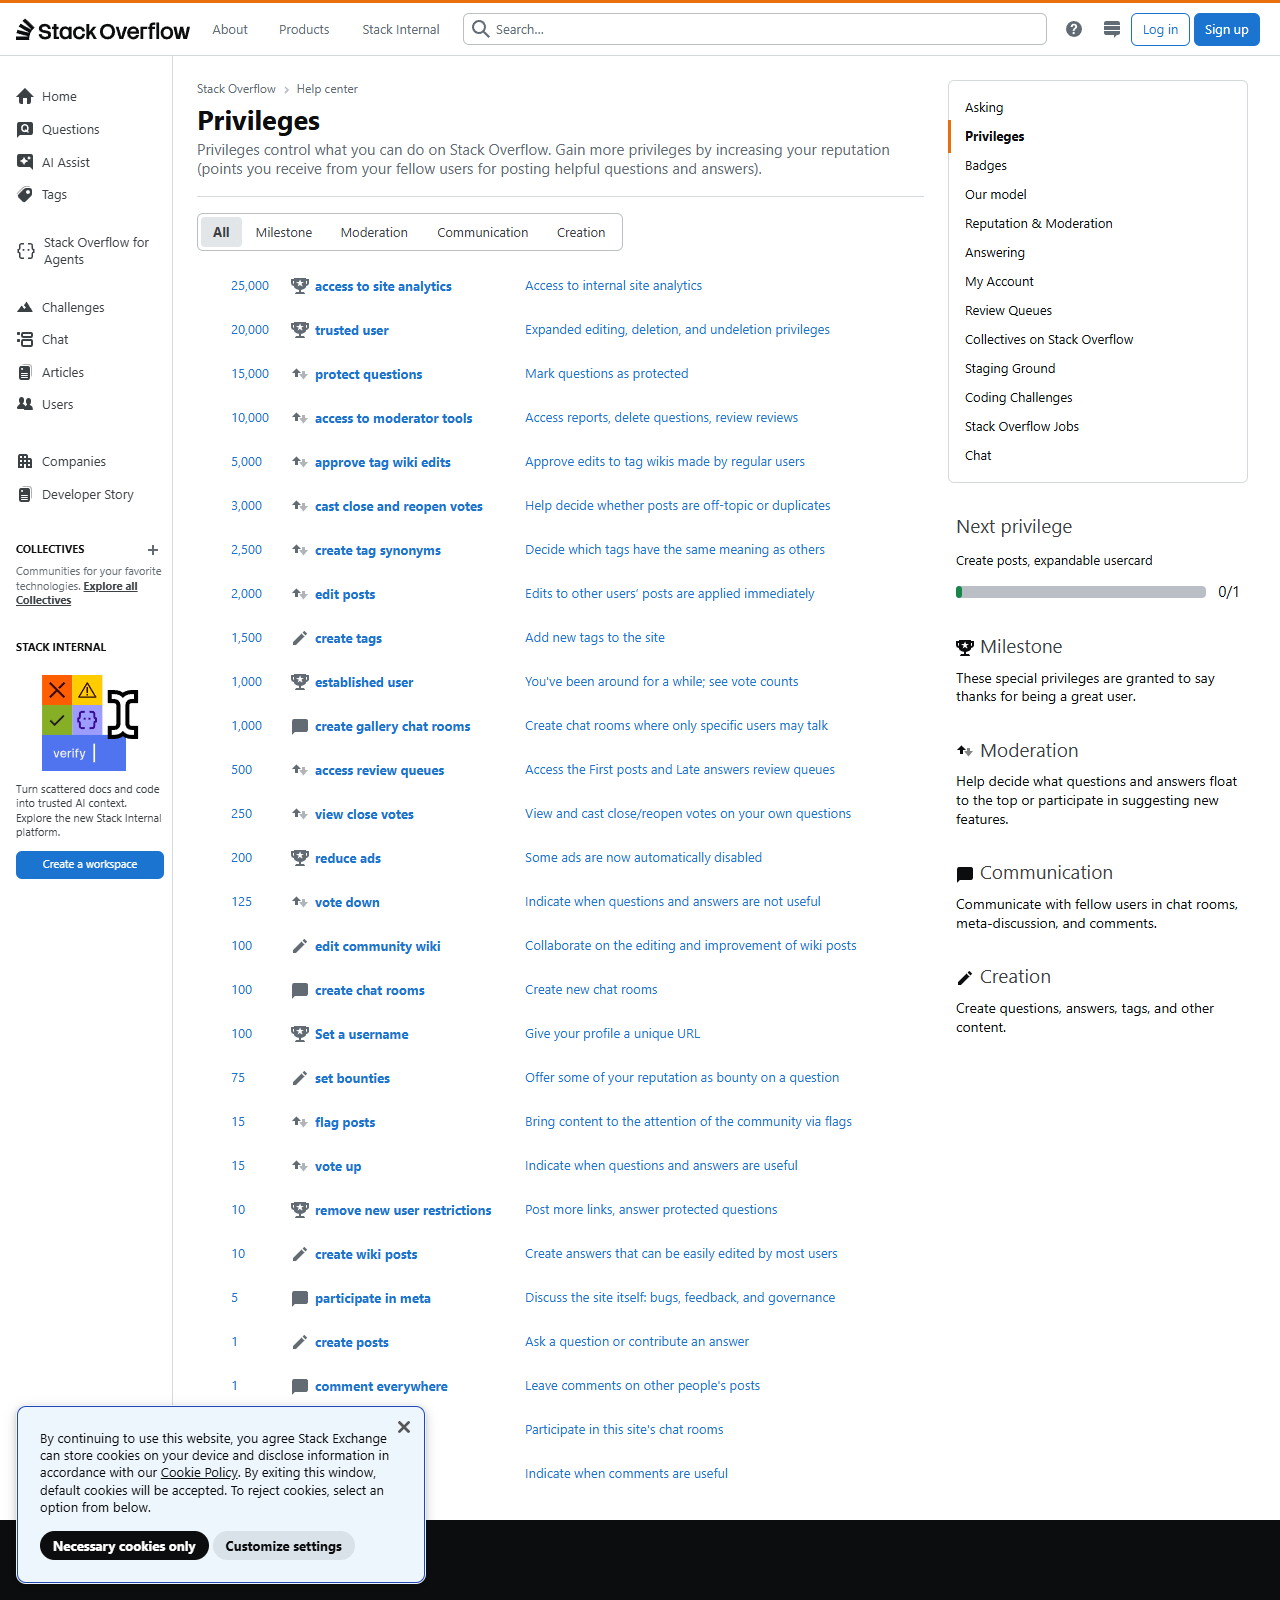 Stack Overflow
About
Products
Stack Internal
Search...
Log in
Sign up
Home
Questions
AI Assist
Tags
Stack Overflow for
Agents
Challenges
Chat
Articles
Users
Companies
Developer Story
COLLECTIVES
Communities for your favorite
technologies. Explore all
Collectives
STACK INTERNAL
verify
Turn scattered docs and code
into trusted AI context.
Explore the new Stack Internal
platform.
Create a workspace
Stack Overflow > Help center
Privileges
Privileges control what you can do on Stack Overflow. Gain more privileges by increasing your reputation
(points you receive from your fellow users for posting helpful questions and answers).
All Milestone Moderation Communication Creation
25,000 access to site analytics Access to internal site analytics
20,000 trusted user Expanded editing, deletion, and undeletion privileges
15,000 protect questions Mark questions as protected
10,000 access to moderator tools Access reports, delete questions, review reviews
5,000 approve tag wiki edits Approve edits to tag wikis made by regular users
3,000 cast close and reopen votes Help decide whether posts are off-topic or duplicates
2,500 create tag synonyms Decide which tags have the same meaning as others
2,000 edit posts Edits to other users' posts are applied immediately
1,500 create tags Add new tags to the site
1,000 established user You've been around for a while; see vote counts
1,000 create gallery chat rooms Create chat rooms where only specific users may talk
500 access review queues Access the First posts and Late answers review queues
250 view close votes View and cast close/reopen votes on your own questions
200 reduce ads Some ads are now automatically disabled
125 vote down Indicate when questions and answers are not useful
100 edit community wiki Collaborate on the editing and improvement of wiki posts
100 create chat rooms Create new chat rooms
100 Set a username Give your profile a unique URL
75 set bounties Offer some of your reputation as bounty on a question
15 flag posts Bring content to the attention of the community via flags
15 vote up Indicate when questions and answers are useful
10 remove new user restrictions Post more links, answer protected questions
10 create wiki posts Create answers that can be easily edited by most users
5 participate in meta Discuss the site itself: bugs, feedback, and governance
1 create posts Ask a question or contribute an answer
1 comment everywhere Leave comments on other people's posts
Participate in this site's chat rooms
Indicate when comments are useful
Asking
Privileges
Badges
Our model
Reputation & Moderation
Answering
My Account
Review Queues
Collectives on Stack Overflow
Staging Ground
Coding Challenges
Stack Overflow Jobs
Chat
Next privilege
Create posts, expandable usercard
0/1
Milestone
These special privileges are granted to say
thanks for being a great user.
Moderation
Help decide what questions and answers float
to the top or participate in suggesting new
features.
Communication
Communicate with fellow users in chat rooms,
meta-discussion, and comments.
Creation
Create questions, answers, tags, and other
content.
By continuing to use this website, you agree Stack Exchange
can store cookies on your device and disclose information in
accordance with our Cookie Policy. By exiting this window,
default cookies will be accepted. To reject cookies, select an
option from below.
Necessary cookies only
Customize settings